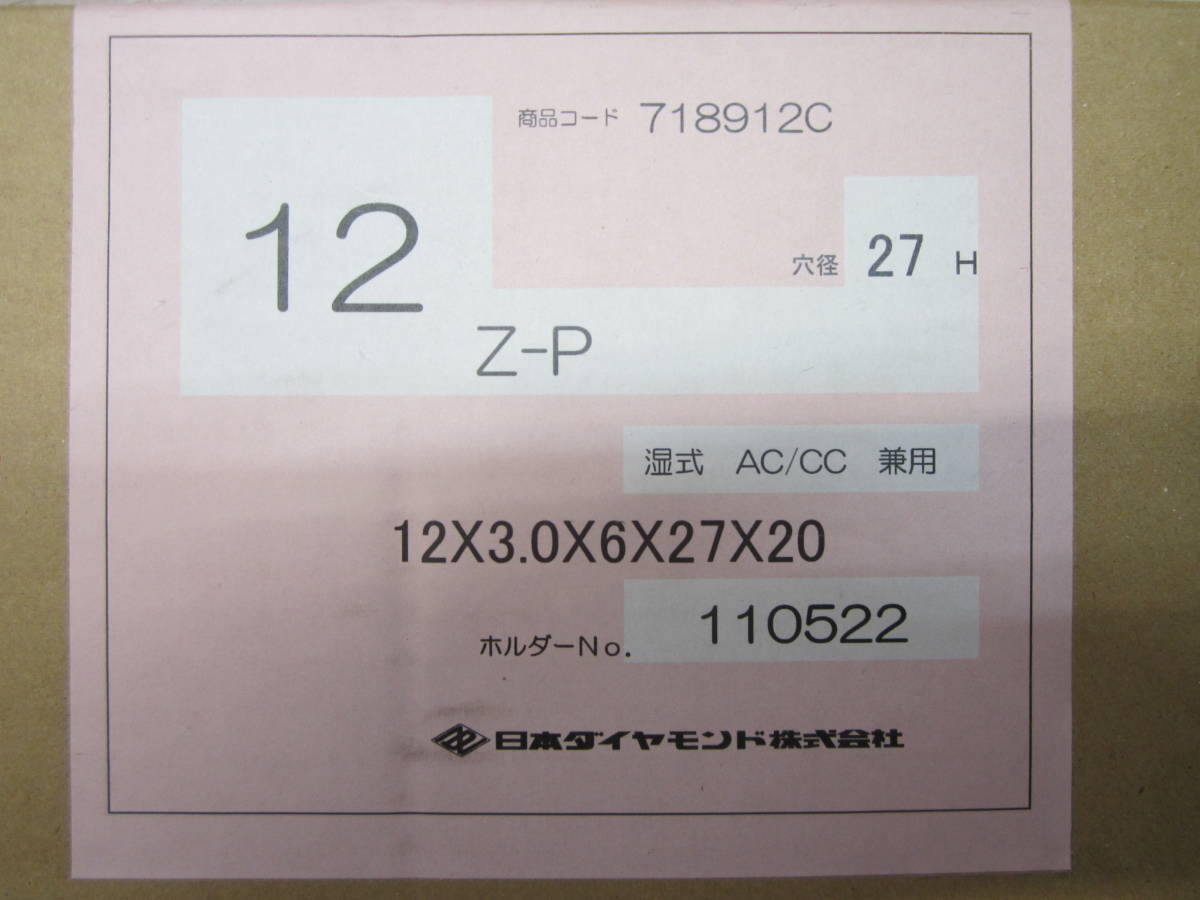 商品コード 718912C
12
穴径 27 H
Z-P
湿式 AC/CC 兼用
12X3.0X6X27X20
ホルダーNo. 110522
日本ダイヤモンド株式会社